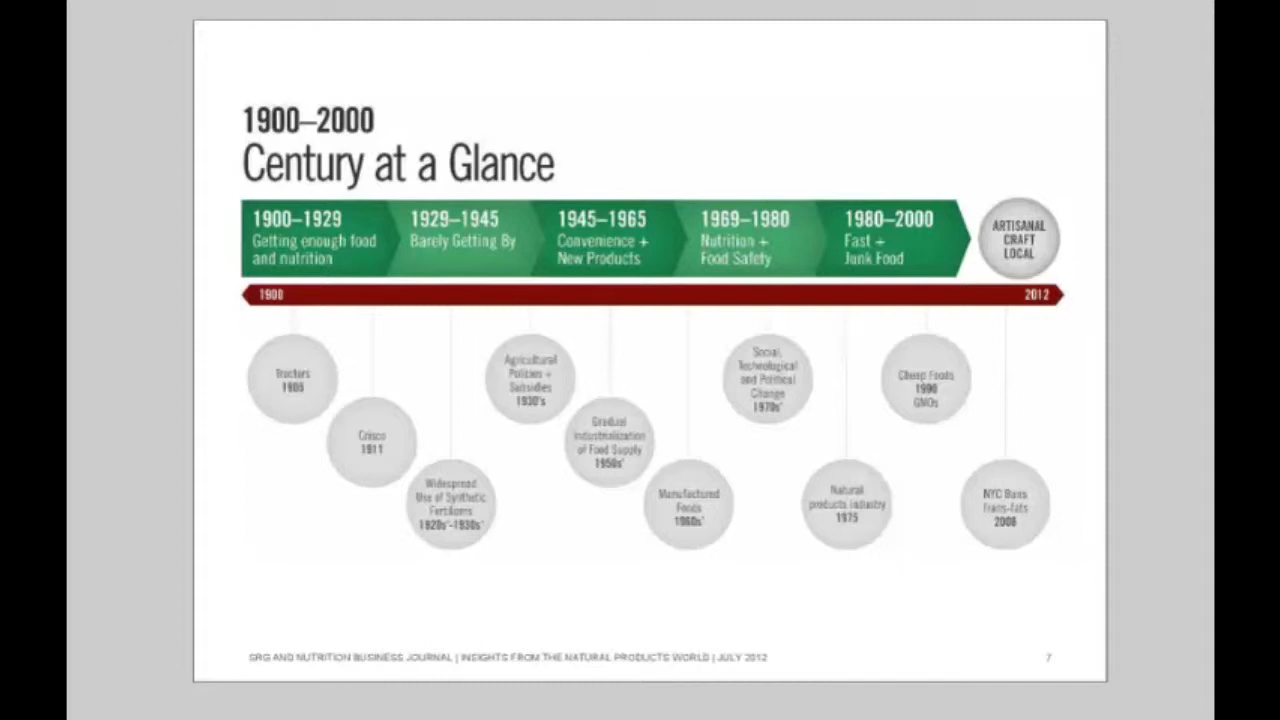 1900–2000
Century at a Glance
1900–1929
Getting enough food
and nutrition
1929–1945
Barely Getting By
1945–1965
Convenience +
New Products
1969–1980
Nutrition +
Food Safety
1980–2000
Fast +
Junk Food
ARTISANAL
CRAFT
LOCAL
1900
2012
Tractors
Crisco
1911
Widespread
Use of Synthetic
Fertilizers
1920s'-1930s'
Agricultural
Policies +
Subsidies
1930's
Gradual
Industrialization
of Food Supply
1950s'
Manufactured
Foods
1960s'
Social,
Technological
and Political
Change
1970s'
Natural
products industry
1975
Cheap Foods
1990
GMOs
NYC Bans
Trans-fats
SRG AND NUTRITION BUSINESS JOURNAL | INSIGHTS FROM THE NATURAL PRODUCTS WORLD | JULY 2012
7